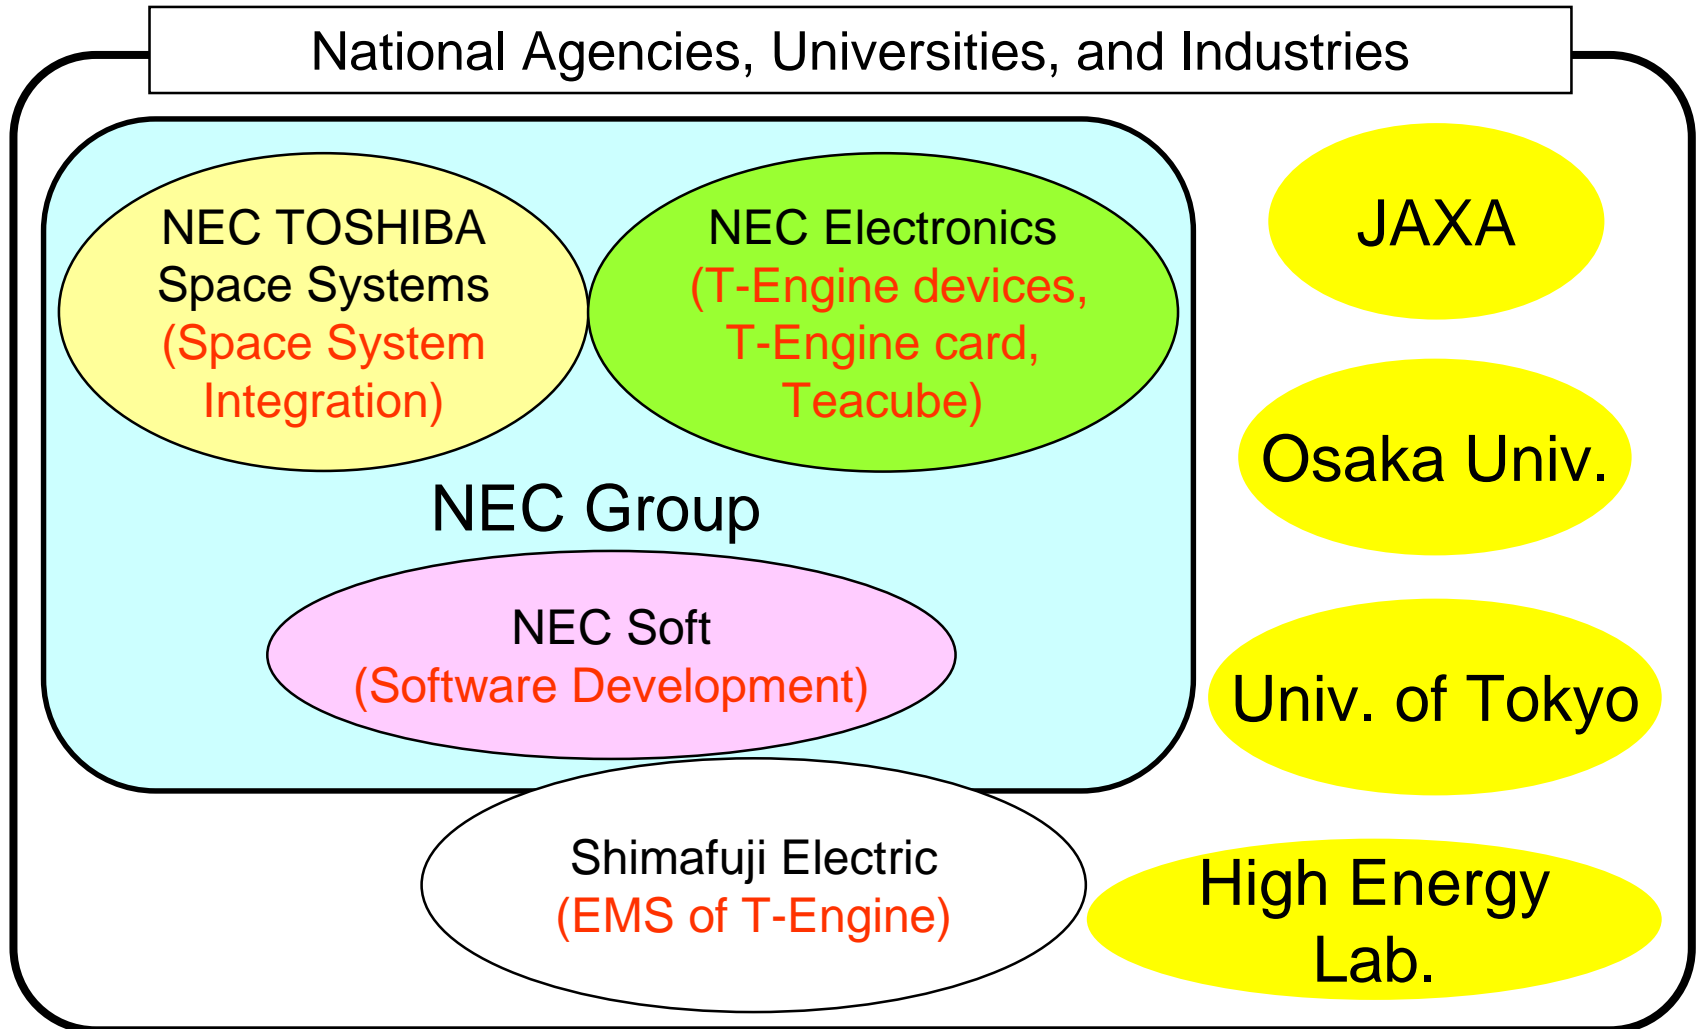 National Agencies, Universities, and Industries
NEC TOSHIBA
Space Systems
(Space System
Integration)
NEC Electronics
(T-Engine devices,
T-Engine card,
Teacube)
NEC Group
NEC Soft
(Software Development)
Shimafuji Electric
(EMS of T-Engine)
JAXA
Osaka Univ.
Univ. of Tokyo
High Energy
Lab.